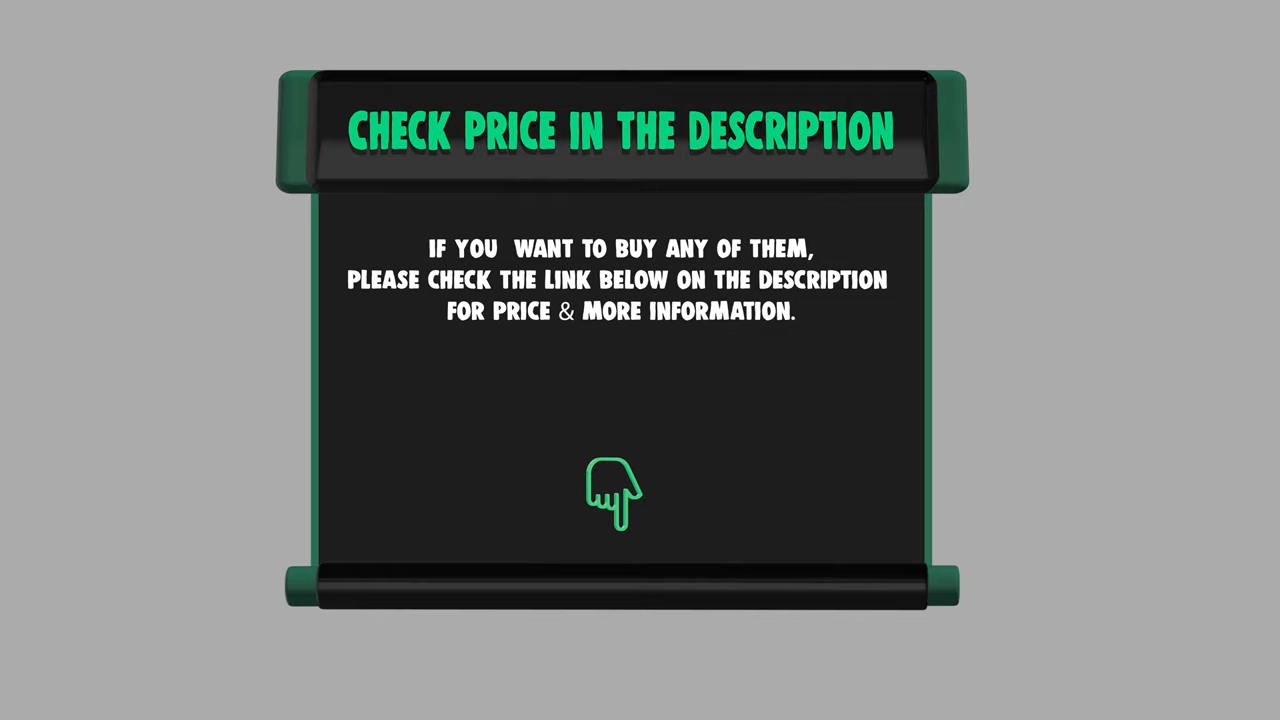 CHECK PRICE IN THE DESCRIPTION
IF YOU WANT TO BUY ANY OF THEM,
PLEASE CHECK THE LINK BELOW ON THE DESCRIPTION
FOR PRICE & MORE INFORMATION.